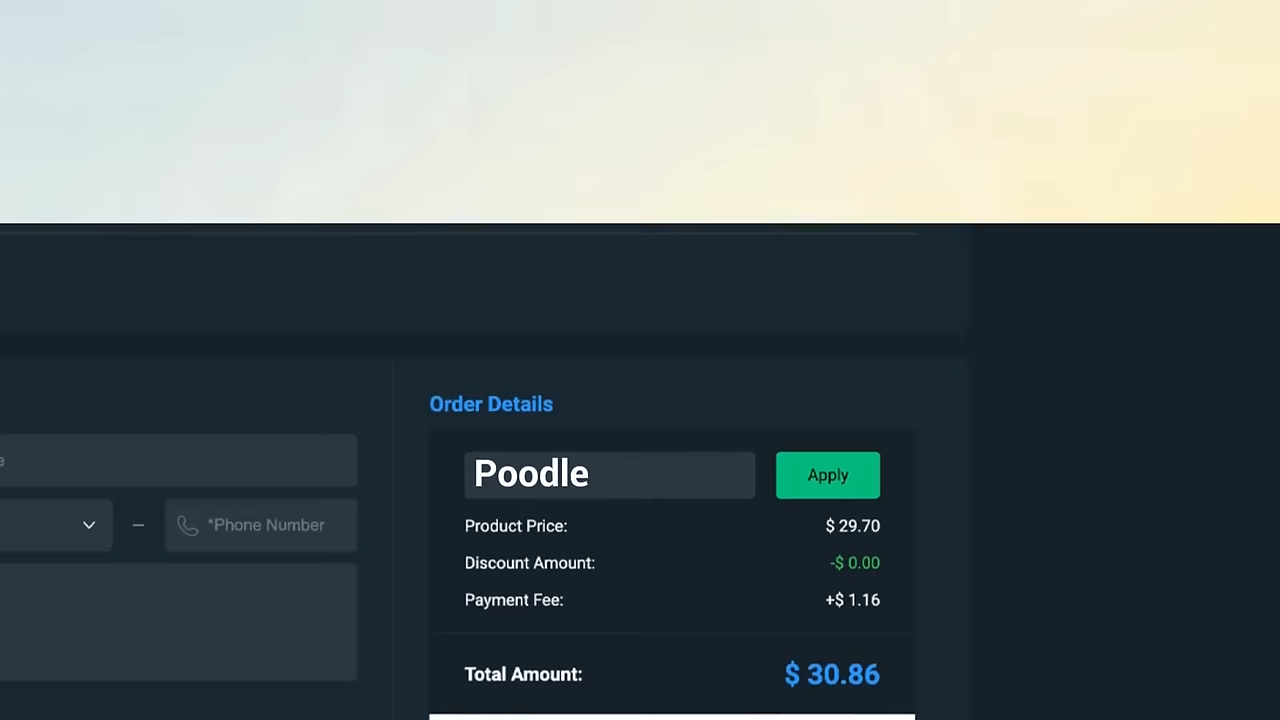 Order Details
Poodle
Apply
e
*Phone Number
Product Price: $ 29.70
Discount Amount: -$ 0.00
Payment Fee: +$ 1.16
Total Amount: $ 30.86